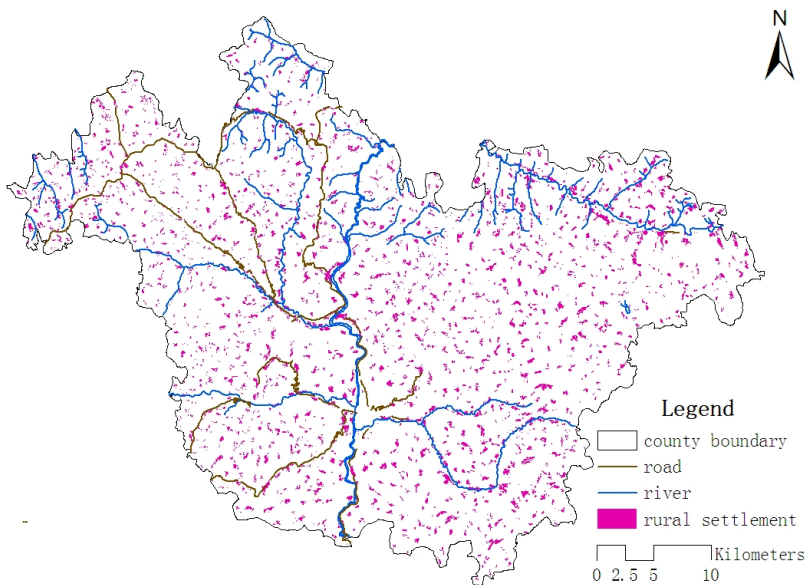 N
Legend
county boundary
road
river
rural settlement
Kilometers
0 2.5 5 10